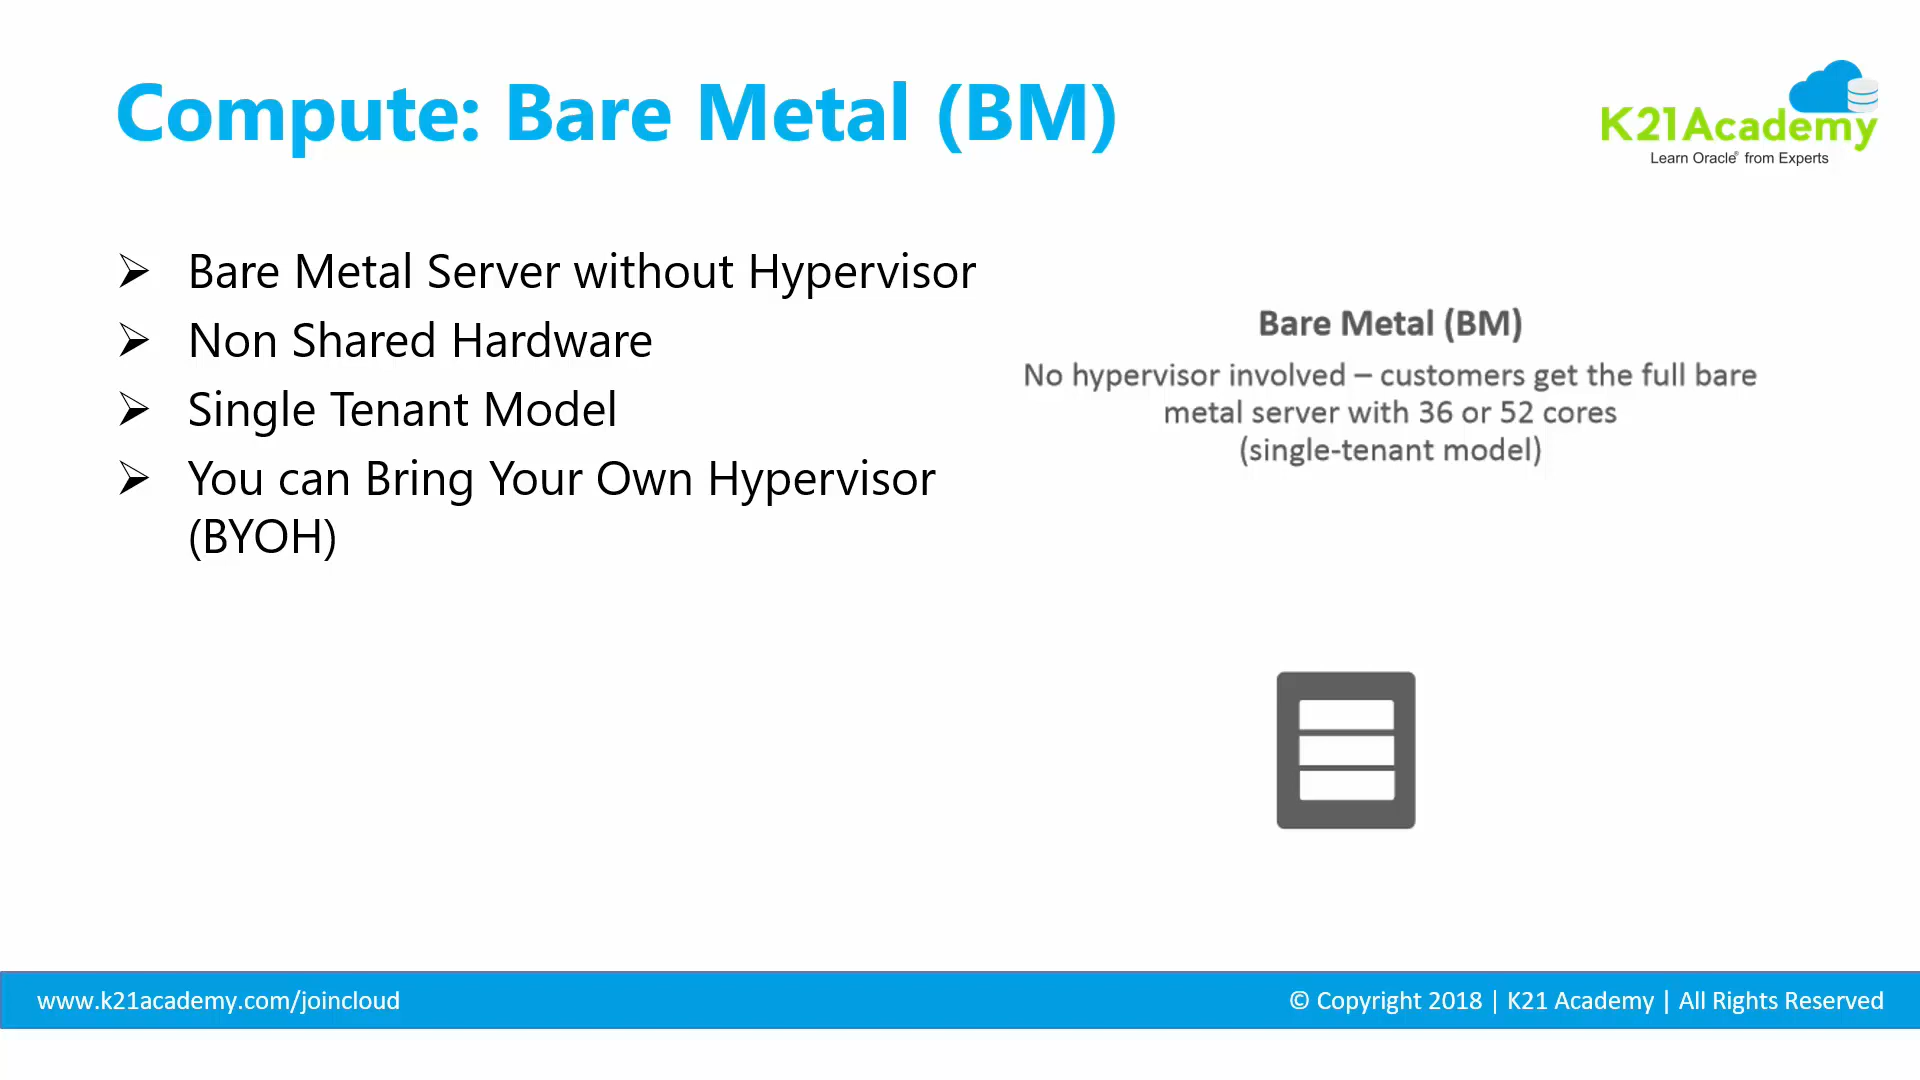 Compute: Bare Metal (BM)
K21Academy
Learn Oracle® from Experts
➢ Bare Metal Server without Hypervisor
➢ Non Shared Hardware
➢ Single Tenant Model
➢ You can Bring Your Own Hypervisor
(BYOH)
Bare Metal (BM)
No hypervisor involved – customers get the full bare
metal server with 36 or 52 cores
(single-tenant model)
www.k21academy.com/joincloud
© Copyright 2018 | K21 Academy | All Rights Reserved